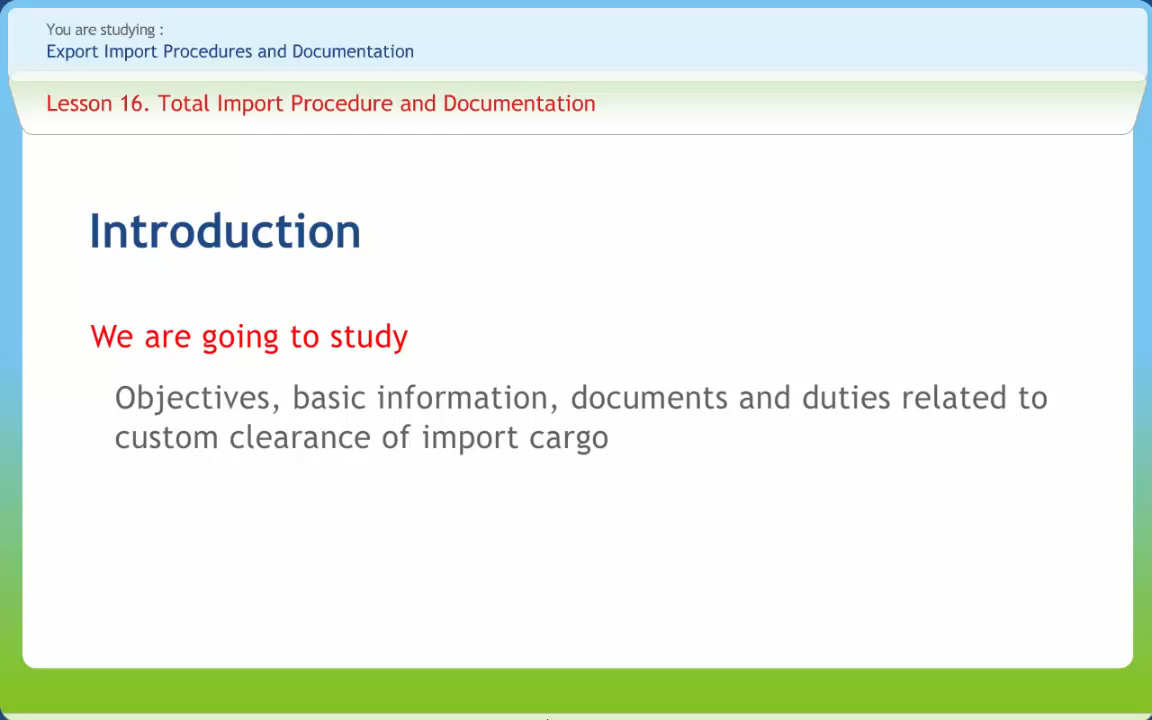 You are studying :
Export Import Procedures and Documentation
Lesson 16. Total Import Procedure and Documentation
Introduction
We are going to study
Objectives, basic information, documents and duties related to
custom clearance of import cargo